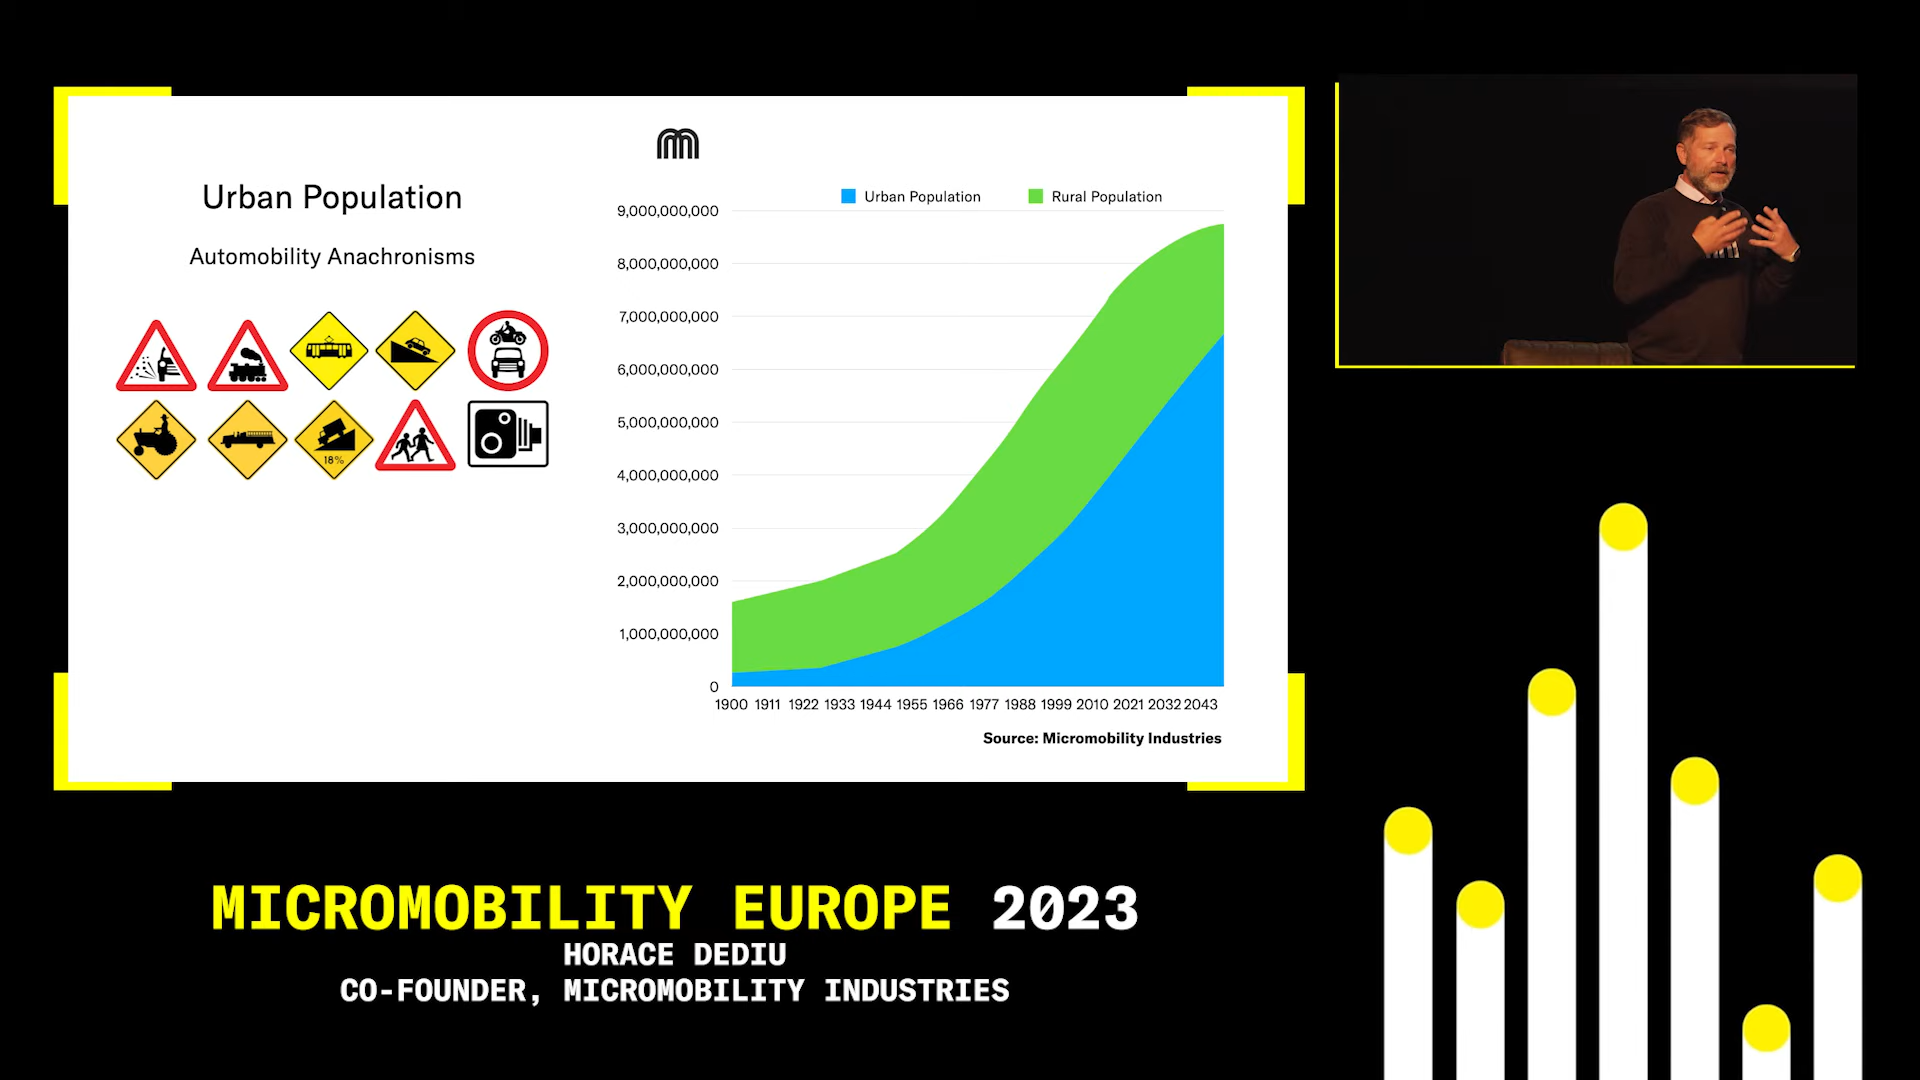 Urban Population
Automobility Anachronisms
18%
Urban Population
Rural Population
9,000,000,000
8,000,000,000
7,000,000,000
6,000,000,000
5,000,000,000
4,000,000,000
3,000,000,000
2,000,000,000
1,000,000,000
0
1900 1911 1922 1933 1944 1955 1966 1977 1988 1999 2010 2021 2032 2043
Source: Micromobility Industries
MICROMOBILITY EUROPE 2023
HORACE DEDIU
CO-FOUNDER, MICROMOBILITY INDUSTRIES